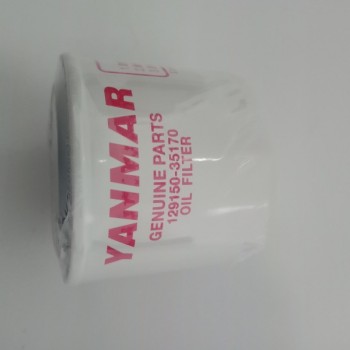 YANMAR
GENUINE PARTS
129150-35170
OIL FILTER